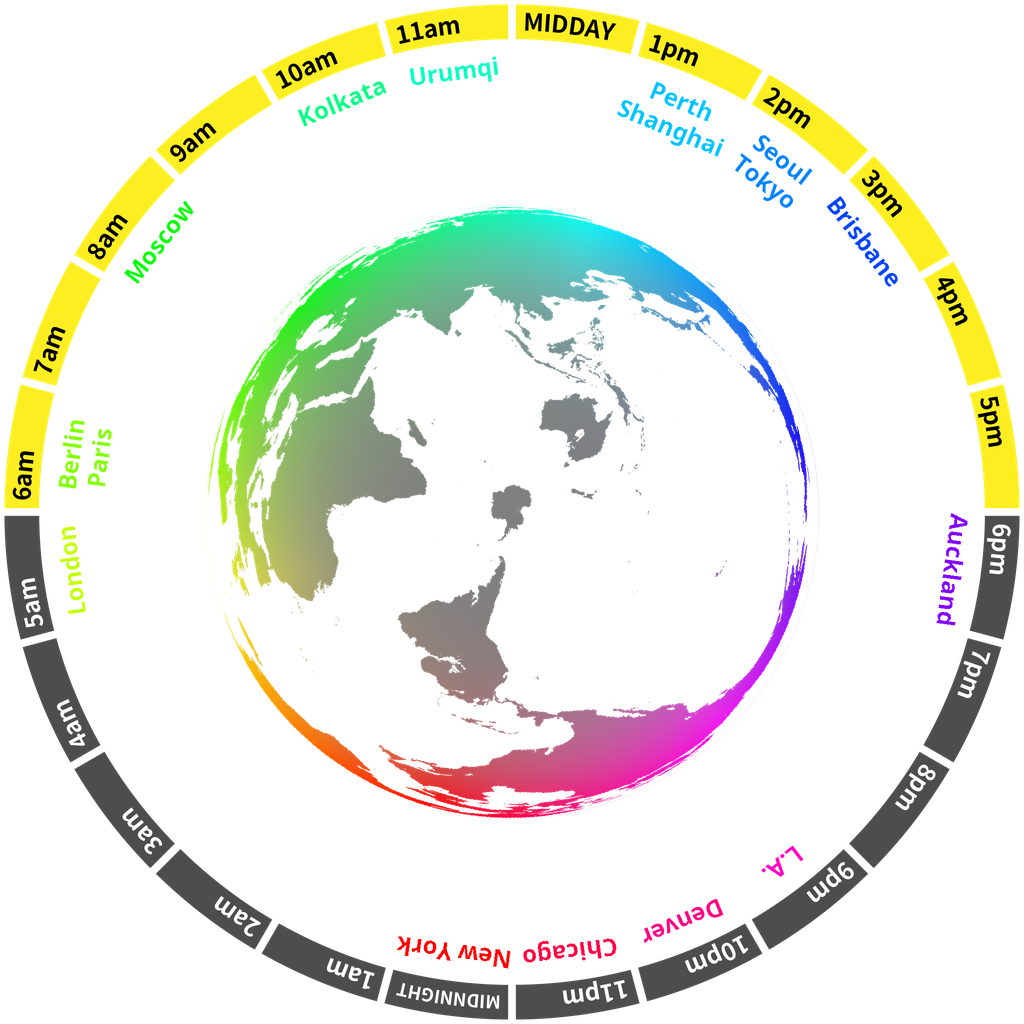 MIDDAY
1pm
2pm
3pm
4pm
5pm
6pm
7pm
8pm
9pm
10pm
11pm
MIDNNIGHT
1am
2am
3am
4am
5am
6am
7am
8am
9am
10am
11am
Perth
Shanghai
Seoul
Tokyo
Brisbane
Auckland
L.A.
Denver
Chicago
New York
London
Berlin
Paris
Moscow
Kolkata
Urumqi